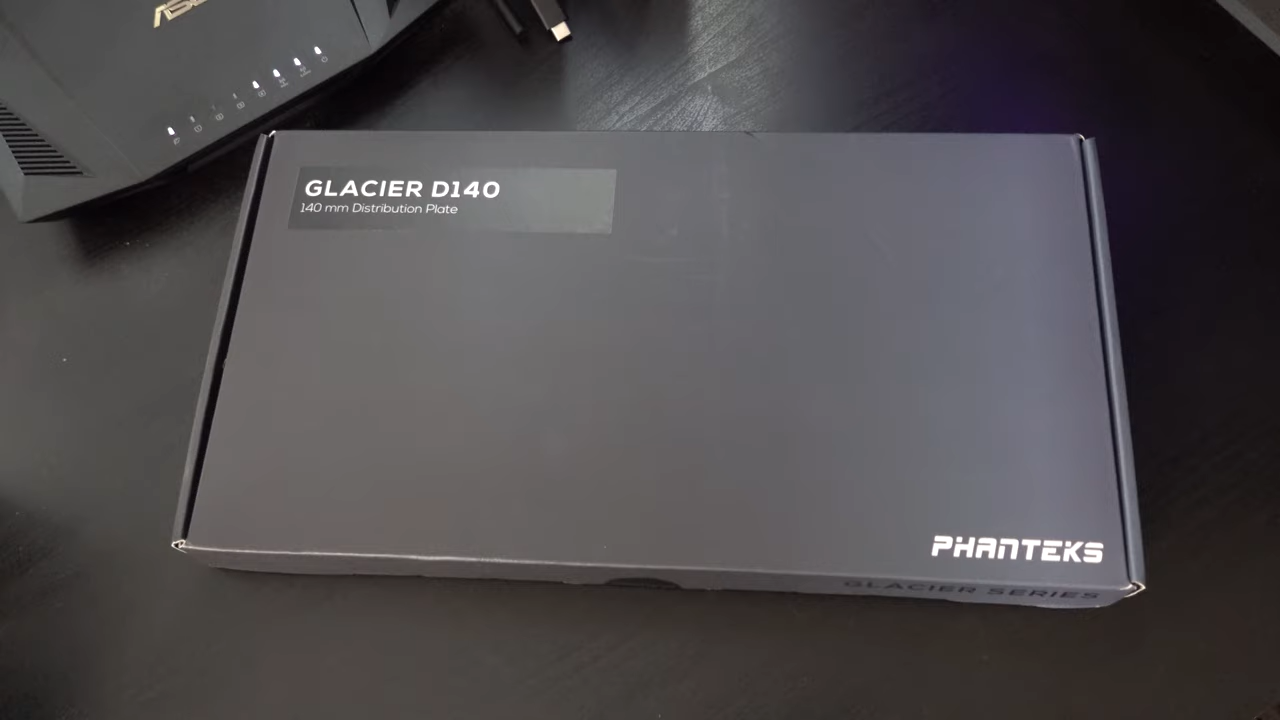 GLACIER D140
140 mm Distribution Plate
PHANTEKS
GLACIER SERIES